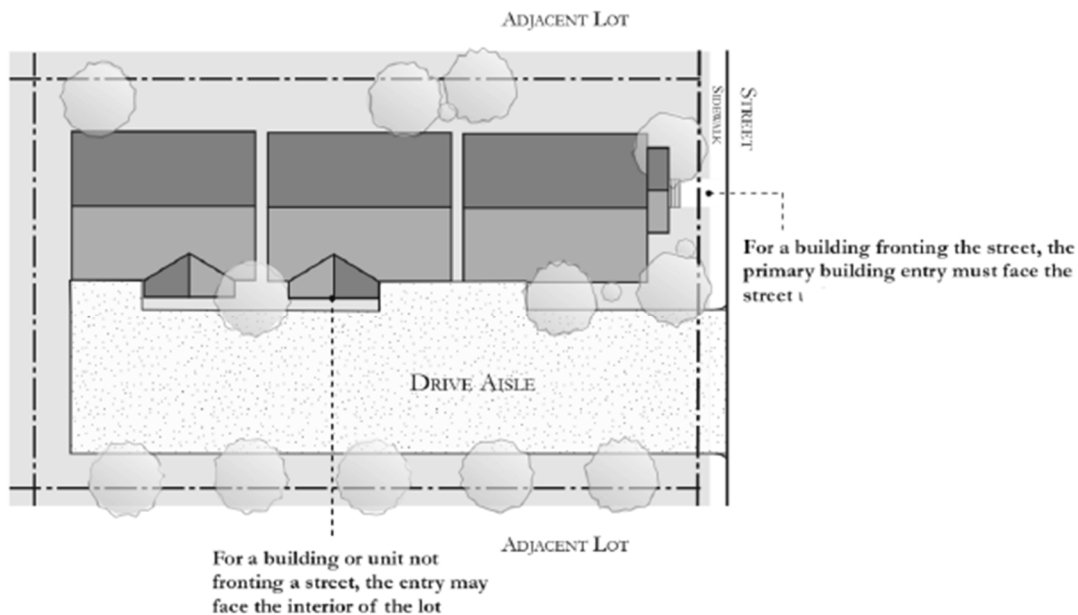 ADJACENT LOT
SIDEWALK
STREET
For a building fronting the street, the
primary building entry must face the
street
DRIVE AISLE
For a building or unit not
fronting a street, the entry may
face the interior of the lot
ADJACENT LOT